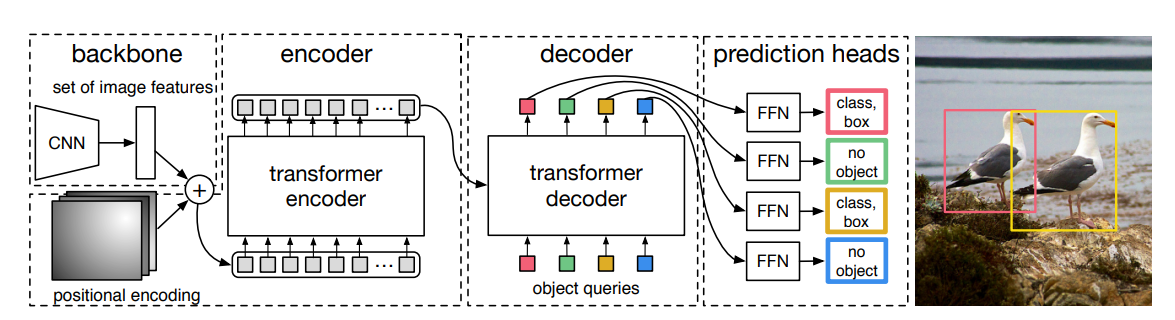 backbone
set of image features
CNN
+
positional encoding
encoder
...
transformer
encoder
...
decoder
transformer
decoder
object queries
prediction heads
FFN
class,
box
FFN
no
object
FFN
class,
box
FFN
no
object